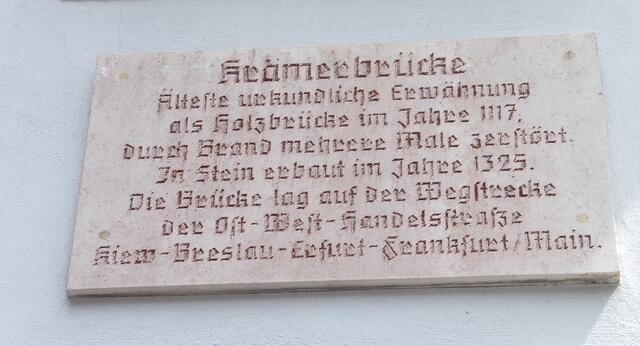 Krämerbrücke
Älteste urkundliche Erwähnung
als Holzbrücke im Jahre 1117,
durch Brand mehrere Male zerstört.
In Stein erbaut im Jahre 1325.
Die Brücke lag auf der Wegstrecke
der Ost-West-Handelsstraße
Kiew-Breslau-Erfurt-Frankfurt/Main.